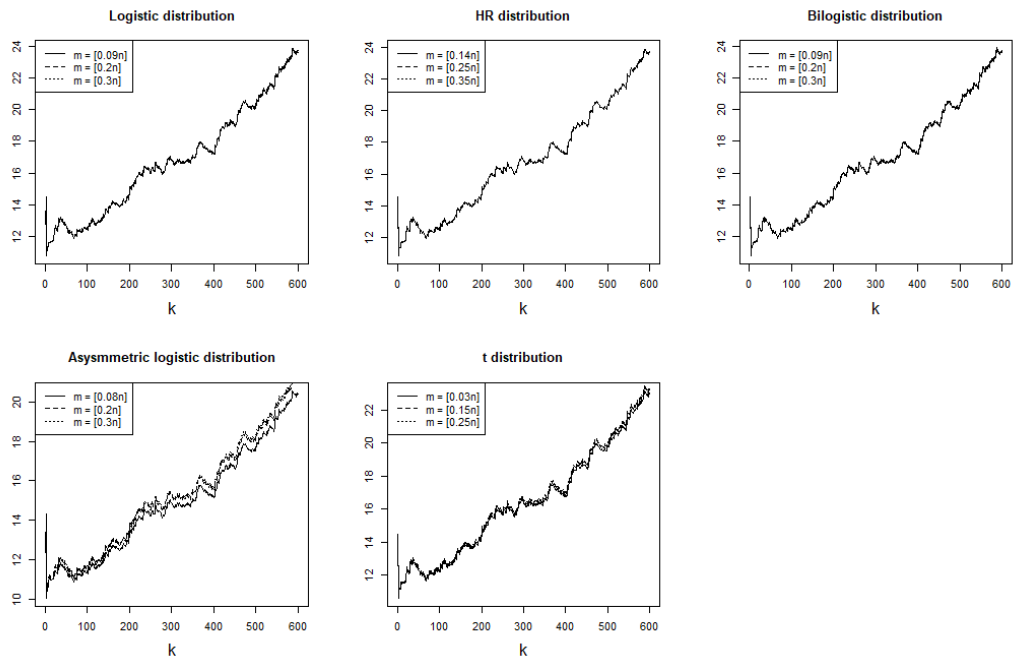 Logistic distribution
24
22
20
18
16
14
12
m = [0.09n]
m = [0.2n]
m = [0.3n]
0 100 200 300 400 500 600
k
HR distribution
24
22
20
18
16
14
12
m = [0.14n]
m = [0.25n]
m = [0.35n]
0 100 200 300 400 500 600
k
Bilogistic distribution
24
22
20
18
16
14
12
m = [0.09n]
m = [0.2n]
m = [0.3n]
0 100 200 300 400 500 600
k
Asysmmetric logistic distribution
20
18
16
14
12
10
m = [0.08n]
m = [0.2n]
m = [0.3n]
0 100 200 300 400 500 600
k
t distribution
22
20
18
16
14
12
m = [0.03n]
m = [0.15n]
m = [0.25n]
0 100 200 300 400 500 600
k